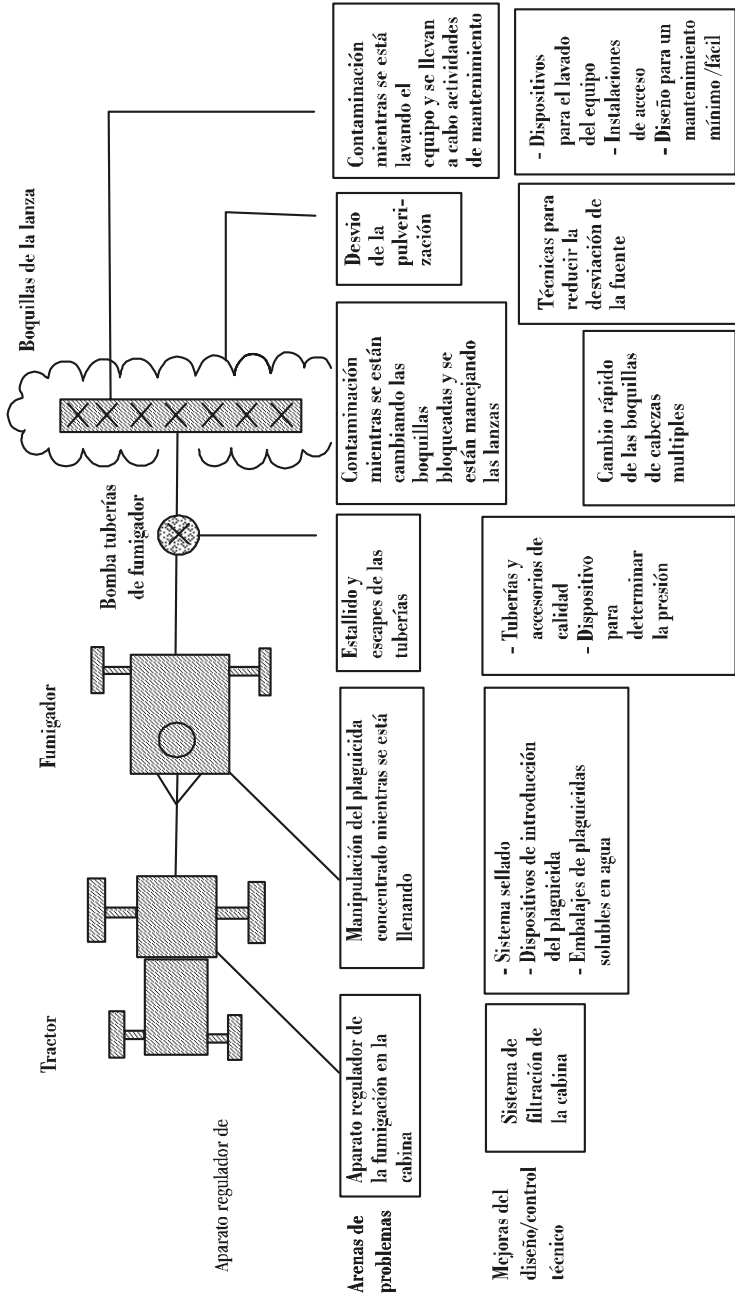 Tractor
Fumigador
Bomba tuberías
de fumigador
Boquillas de la lanza
Aparato regulador de
Arenas de
problemas
Aparato regulador de
la fumigación en la
cabina
Manipulación del plaguicida
concentrado mientras se está
llenando
Estallido y
escapes de las
tuberías
Contaminación
mientras se están
cambiando las
boquillas
bloqueadas y se
están manejando
las lanzas
Desvio
de la
pulveri-
zación
Contaminación
mientras se está
lavando el
equipo y se llevan
a cabo actividades
de mantenimiento
Mejoras del
diseño/control
técnico
Sistema de
filtración de
la cabina
- Sistema sellado
- Dispositivos de introducción
del plaguicida
- Embalajes de plaguicidas
solubles en agua
- Tuberías y
accesorios de
calidad
- Dispositivo
para
determinar
la presión
Cambio rápido
de las boquillas
de cabezas
multiples
Técnicas para
reducir la
desviación de
la fuente
- Dispositivos
para el lavado
del equipo
- Instalaciones
de acceso
- Diseño para un
mantenimiento
mínimo /fácil